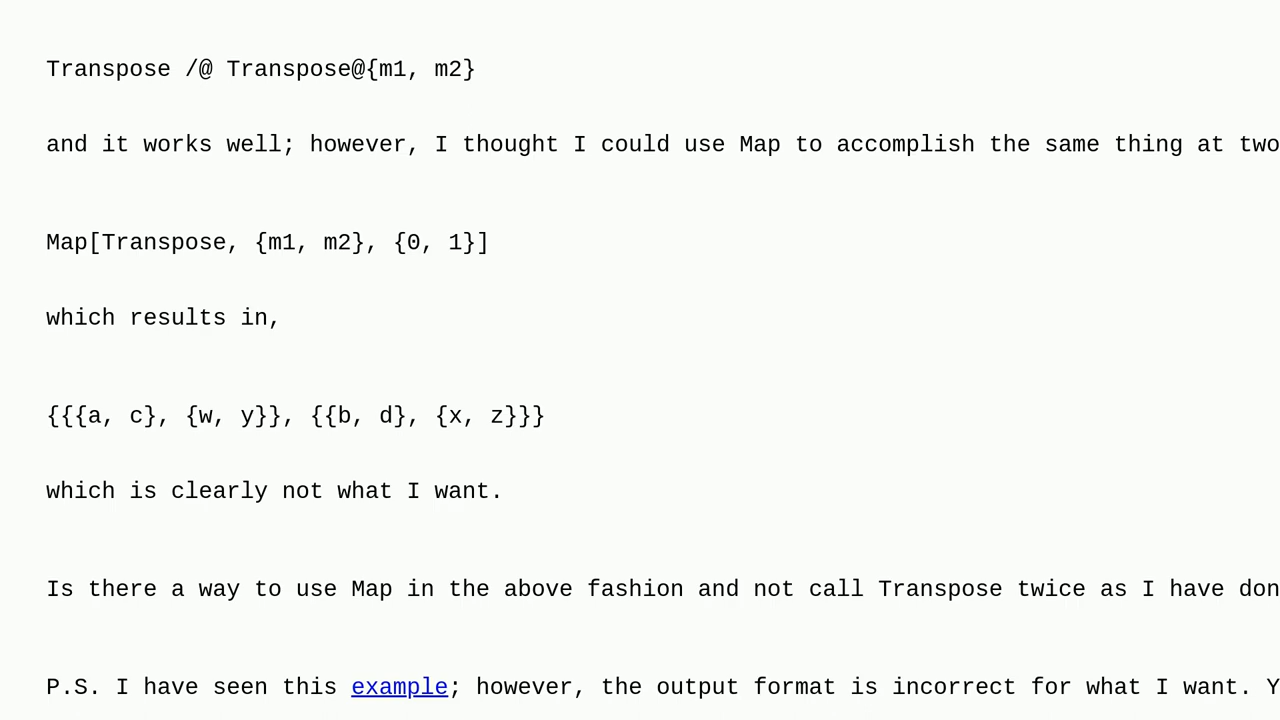 Transpose /@ Transpose@{m1, m2}
and it works well; however, I thought I could use Map to accomplish the same thing at two
Map[Transpose, {m1, m2}, {0, 1}]
which results in,
{{{a, c}, {w, y}}, {{b, d}, {x, z}}}
which is clearly not what I want.
Is there a way to use Map in the above fashion and not call Transpose twice as I have don
P.S. I have seen this example; however, the output format is incorrect for what I want. Y